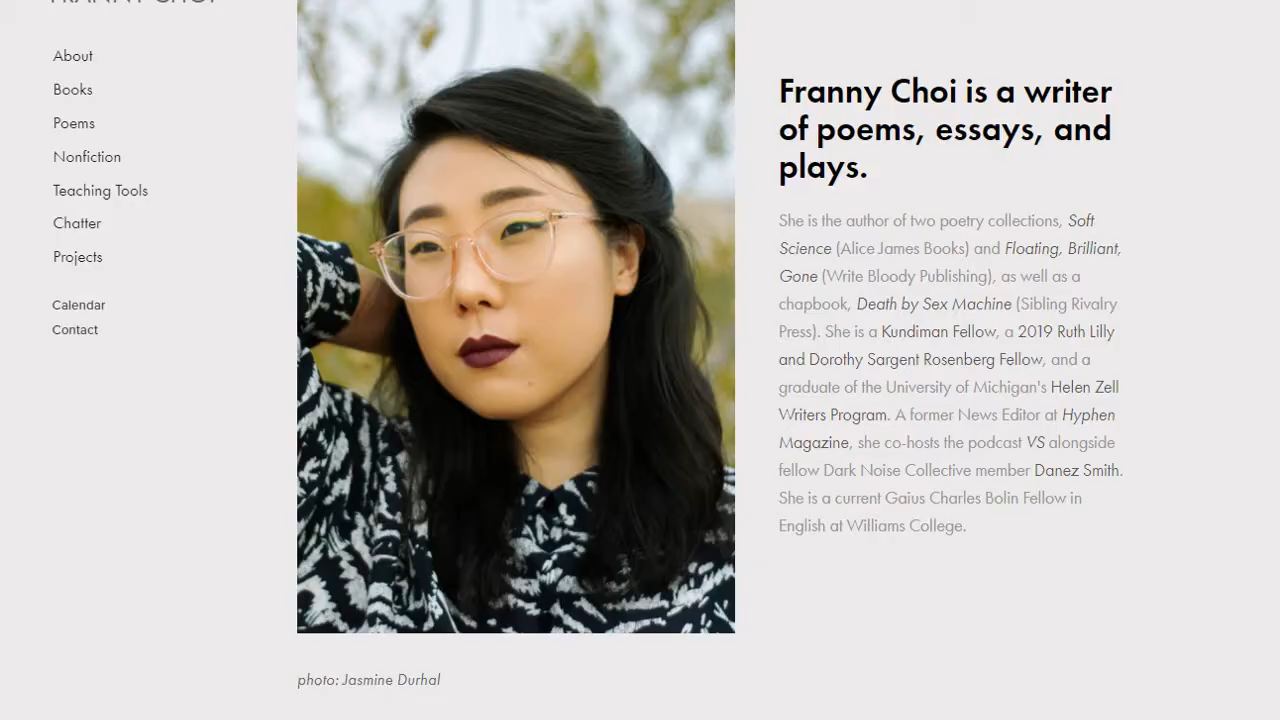 FRANNY CHOI
About
Books
Poems
Nonfiction
Teaching Tools
Chatter
Projects
Calendar
Contact
Franny Choi is a writer
of poems, essays, and
plays.
She is the author of two poetry collections, Soft
Science (Alice James Books) and Floating, Brilliant,
Gone (Write Bloody Publishing), as well as a
chapbook, Death by Sex Machine (Sibling Rivalry
Press). She is a Kundiman Fellow, a 2019 Ruth Lilly
and Dorothy Sargent Rosenberg Fellow, and a
graduate of the University of Michigan's Helen Zell
Writers Program. A former News Editor at Hyphen
Magazine, she co-hosts the podcast VS alongside
fellow Dark Noise Collective member Danez Smith.
She is a current Gaius Charles Bolin Fellow in
English at Williams College.
photo: Jasmine Durhal